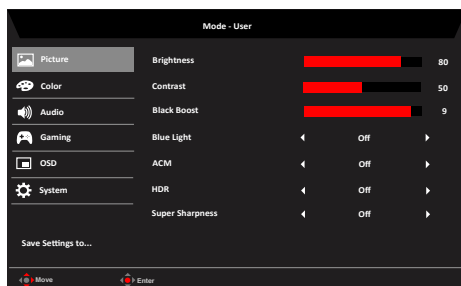 Mode - User
Picture
Brightness 80
Color
Contrast 50
Audio
Black Boost 9
Gaming
Blue Light Off
OSD
ACM Off
System
HDR Off
Super Sharpness Off
Save Settings to...
Move Enter